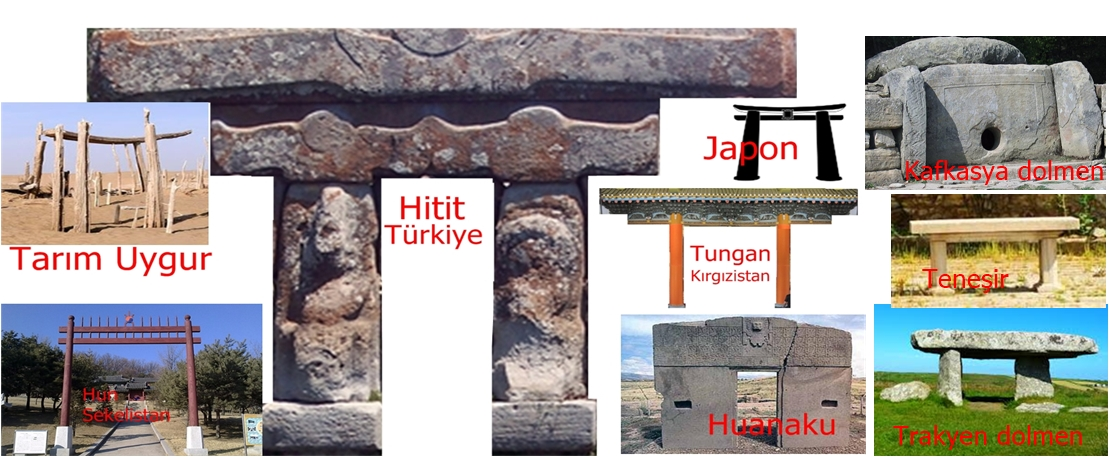 Tarım Uygur
Hun
Sekelistan
Hitit
Türkiye
Japon
Tungan
Kırgızistan
Huanaku
Kafkasya dolmen
Teneşir
Trakyen dolmen